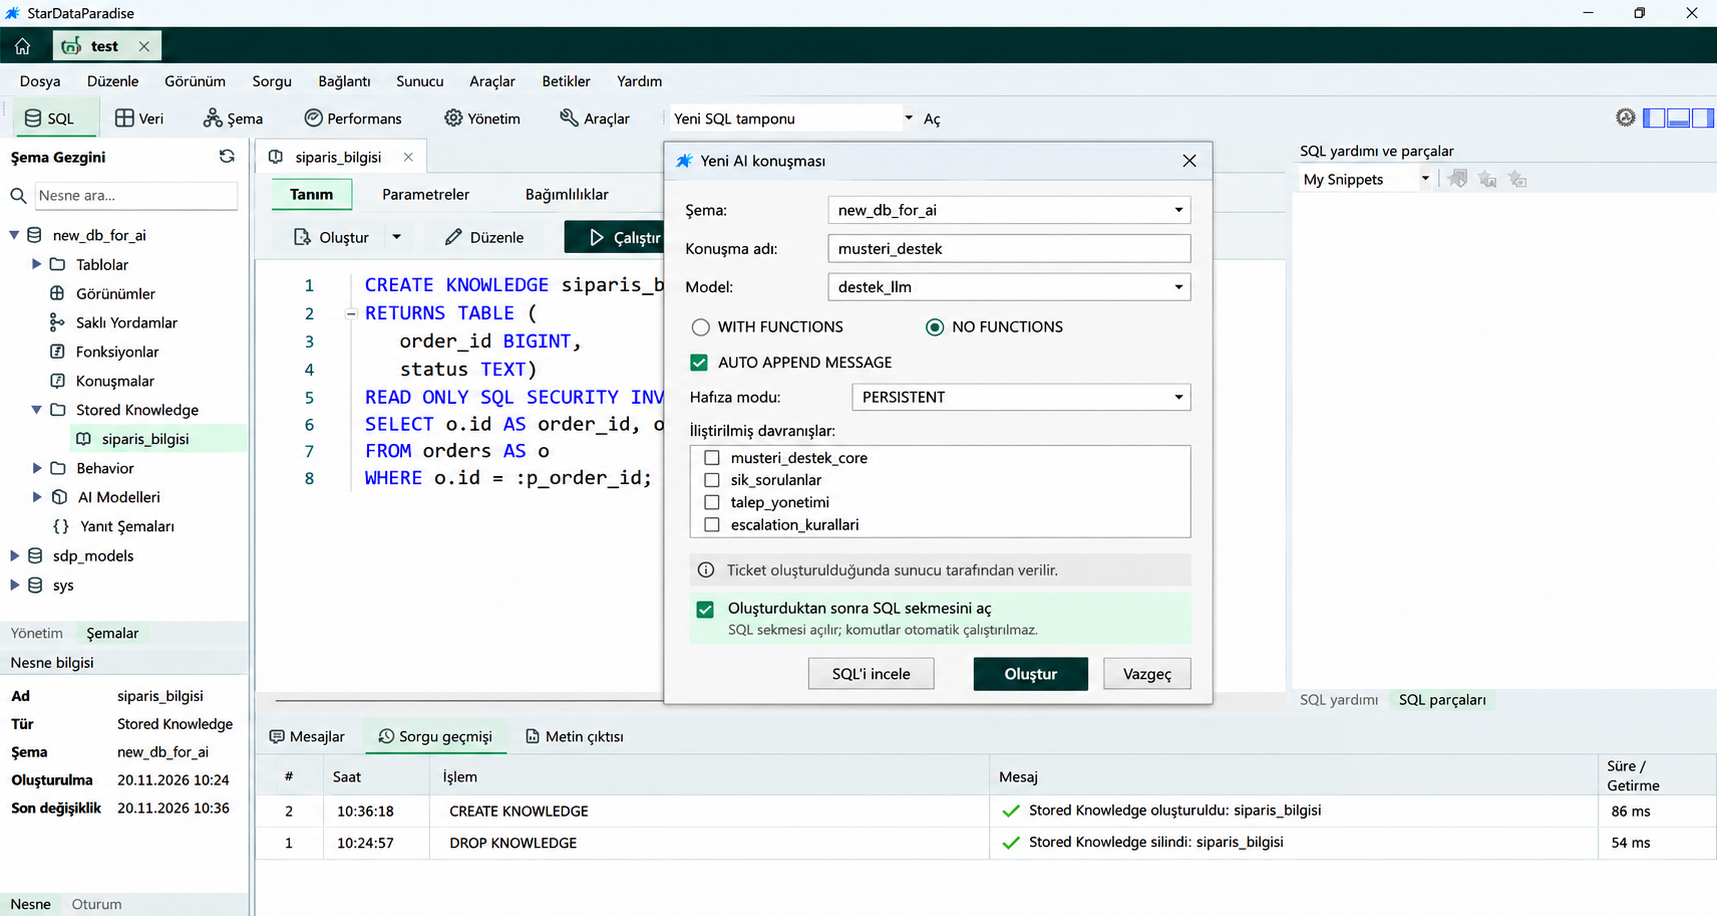 StarDataParadise
test
Dosya Düzenle Görünüm Sorgu Bağlantı Sunucu Araçlar Betikler Yardım
SQL Veri Şema Performans Yönetim Araçlar Yeni SQL tamponu Aç
Şema Gezgini
Nesne ara...
new_db_for_ai
Tablolar
Görünümler
Saklı Yordamlar
Fonksiyonlar
Konuşmalar
Stored Knowledge
siparis_bilgisi
Behavior
AI Modelleri
{} Yanıt Şemaları
sdp_models
sys
Yönetim Şemalar
Nesne bilgisi
Ad siparis_bilgisi
Tür Stored Knowledge
Şema new_db_for_ai
Oluşturulma 20.11.2026 10:24
Son değişiklik 20.11.2026 10:36
Nesne Oturum
siparis_bilgisi
Tanım Parametreler Bağımlılıklar
Oluştur Düzenle Çalıştır
1 CREATE KNOWLEDGE siparis_b
2 RETURNS TABLE (
3 order_id BIGINT,
4 status TEXT)
5 READ ONLY SQL SECURITY INV
6 SELECT o.id AS order_id, o
7 FROM orders AS o
8 WHERE o.id = :p_order_id;
Yeni AI konuşması
Şema: new_db_for_ai
Konuşma adı: musteri_destek
Model: destek_llm
WITH FUNCTIONS NO FUNCTIONS
AUTO APPEND MESSAGE
Hafıza modu: PERSISTENT
İliştirilmiş davranışlar:
musteri_destek_core
sik_sorulanlar
talep_yonetimi
escalation_kurallari
Ticket oluşturulduğunda sunucu tarafından verilir.
Oluşturduktan sonra SQL sekmesini aç
SQL sekmesi açılır; komutlar otomatik çalıştırılmaz.
SQL'i incele Oluştur Vazgeç
SQL yardımı ve parçalar
My Snippets
SQL yardımı SQL parçaları
Mesajlar Sorgu geçmişi Metin çıktısı
# Saat İşlem Mesaj Süre / Getirme
2 10:36:18 CREATE KNOWLEDGE Stored Knowledge oluşturuldu: siparis_bilgisi 86 ms
1 10:24:57 DROP KNOWLEDGE Stored Knowledge silindi: siparis_bilgisi 54 ms